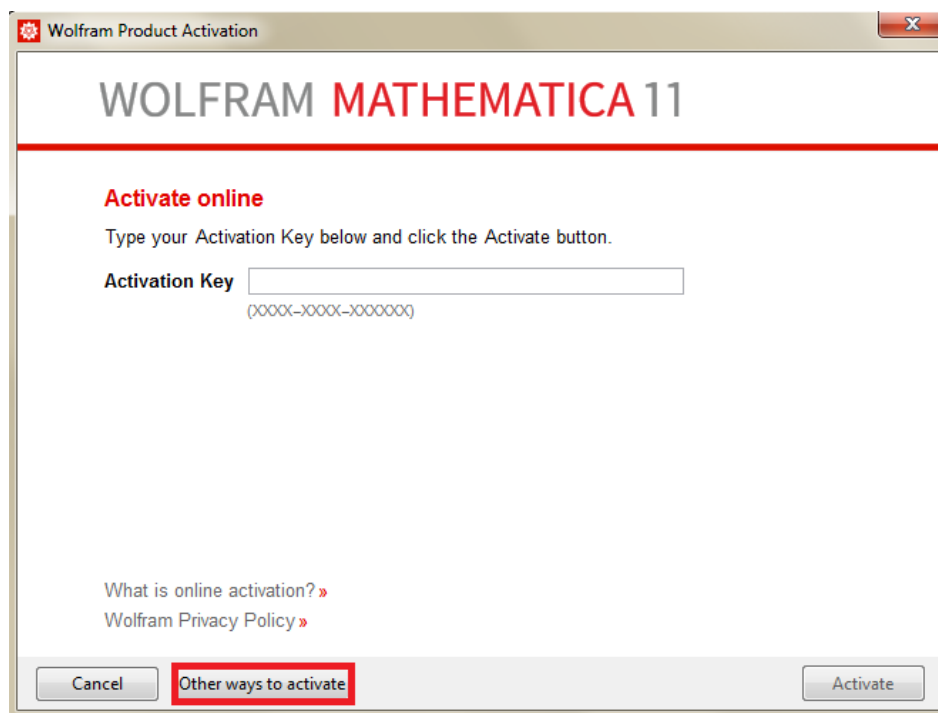 Wolfram Product Activation
WOLFRAM MATHEMATICA 11
Activate online
Type your Activation Key below and click the Activate button.
Activation Key
(XXXX–XXXX–XXXXXX)
What is online activation? »
Wolfram Privacy Policy »
Cancel Other ways to activate Activate